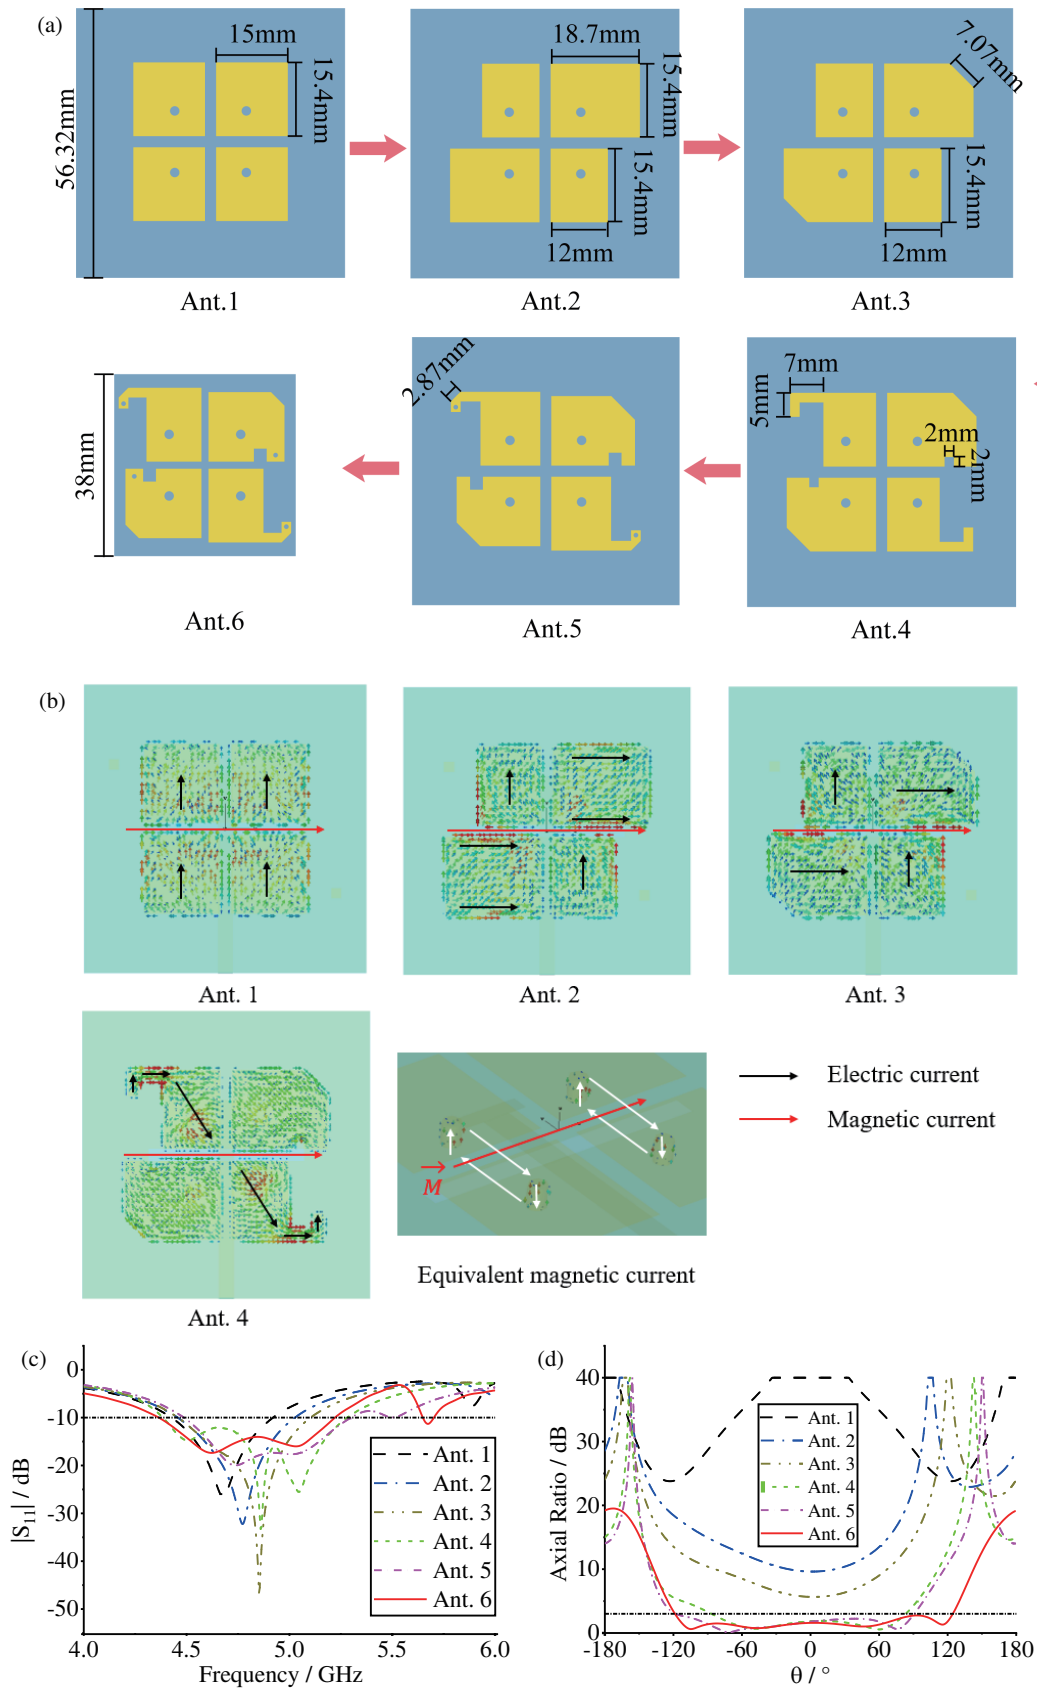 (a)
56.32mm
15mm
15.4mm
Ant.1
18.7mm
15.4mm
15.4mm
12mm
Ant.2
7.07mm
15.4mm
12mm
Ant.3
38mm
Ant.6
2.87mm
Ant.5
7mm
5mm
2mm
2mm
Ant.4
(b)
Ant. 1
Ant. 2
Ant. 3
Ant. 4
M
Equivalent magnetic current
Electric current
Magnetic current
(c)
|S11| / dB
0
-10
-20
-30
-40
-50
4.0 4.5 5.0 5.5 6.0
Frequency / GHz
Ant. 1
Ant. 2
Ant. 3
Ant. 4
Ant. 5
Ant. 6
(d)
Axial Ratio / dB
40
30
20
10
0
-180 -120 -60 0 60 120 180
θ / °
Ant. 1
Ant. 2
Ant. 3
Ant. 4
Ant. 5
Ant. 6